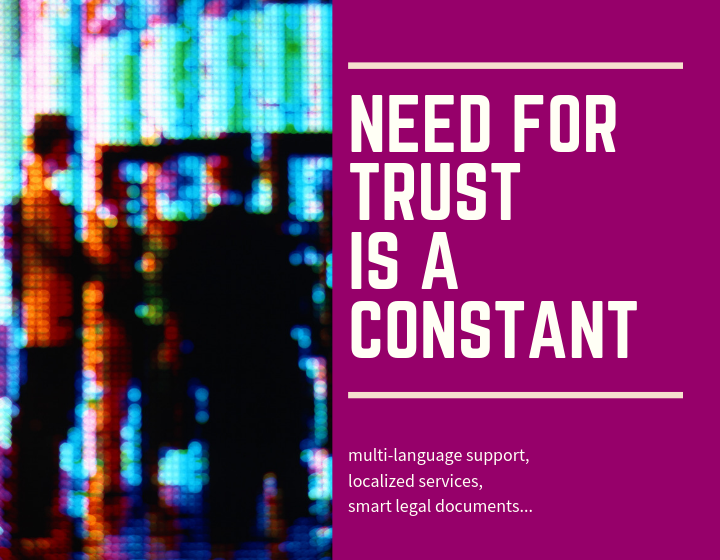 NEED FOR
TRUST
IS A
CONSTANT
multi-language support,
localized services,
smart legal documents...